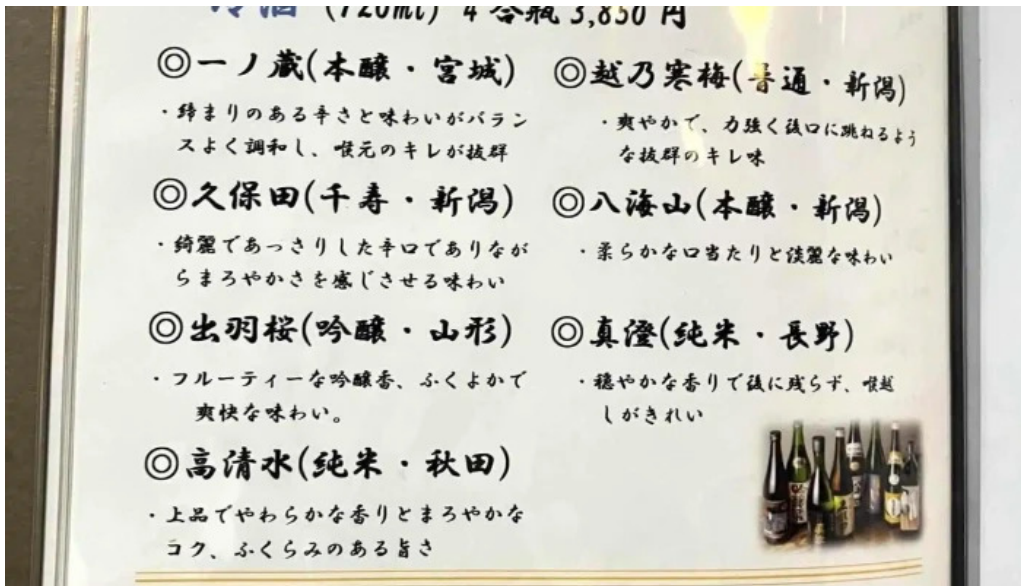 冷酒 (720ml) 4合瓶 3,850円
◎一ノ蔵(本醸・宮城)
・締まりのある辛さと味わいがバラン
スよく調和し、喉元のキレが抜群
◎久保田(千寿・新潟)
・綺麗であっさりした辛口でありなが
らまろやかさを感じさせる味わい
◎出羽桜(吟醸・山形)
・フルーティーな吟醸香、ふくよかで
爽快な味わい。
◎高清水(純米・秋田)
・上品でやわらかな香りとまろやかな
コク、ふくらみのある旨さ
◎越乃寒梅(普通・新潟)
・爽やかで、力強く後口に跳ねるよう
な抜群のキレ味
◎八海山(本醸・新潟)
・柔らかな口当たりと淡麗な味わい
◎真澄(純米・長野)
・穏やかな香りで後に残らず、喉越
しがきれい